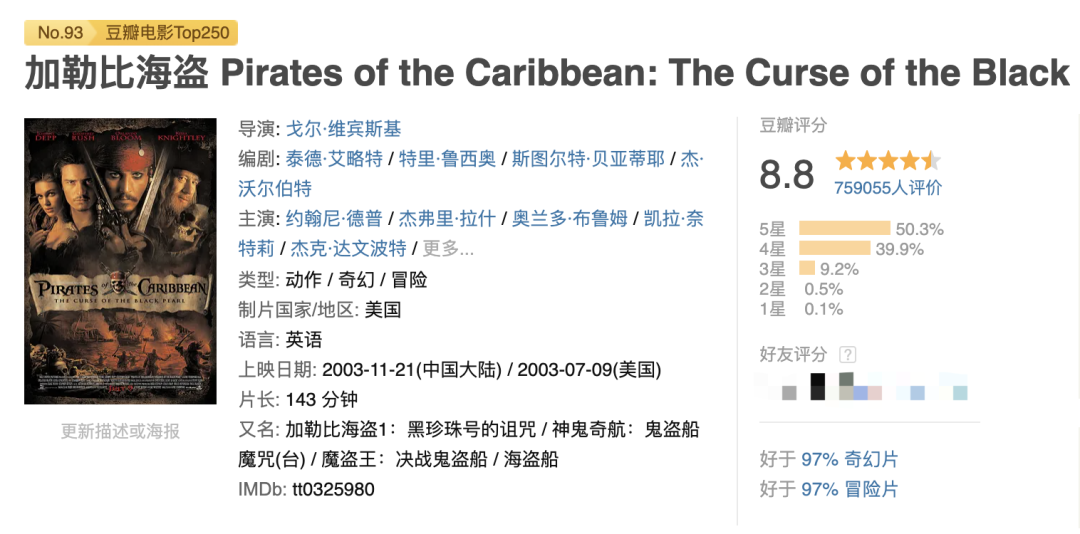 No.93 豆瓣电影Top250
加勒比海盗 Pirates of the Caribbean: The Curse of the Black
DEPP RUSH BLOOM KNIGHTLEY
PIRATES of the CARIBBEAN
THE CURSE OF THE BLACK PEARL
更新描述或海报
导演: 戈尔·维宾斯基
编剧: 泰德·艾略特 / 特里·鲁西奥 / 斯图尔特·贝亚蒂耶 / 杰·
沃尔伯特
主演: 约翰尼·德普 / 杰弗里·拉什 / 奥兰多·布鲁姆 / 凯拉·奈
特莉 / 杰克·达文波特 / 更多...
类型: 动作 / 奇幻 / 冒险
制片国家/地区: 美国
语言: 英语
上映日期: 2003-11-21(中国大陆) / 2003-07-09(美国)
片长: 143 分钟
又名: 加勒比海盗1：黑珍珠号的诅咒 / 神鬼奇航：鬼盗船
魔咒(台) / 魔盗王：决战鬼盗船 / 海盗船
IMDb: tt0325980
豆瓣评分
8.8
759055人评价
5星 50.3%
4星 39.9%
3星 9.2%
2星 0.5%
1星 0.1%
好友评分 ?
好于 97% 奇幻片
好于 97% 冒险片